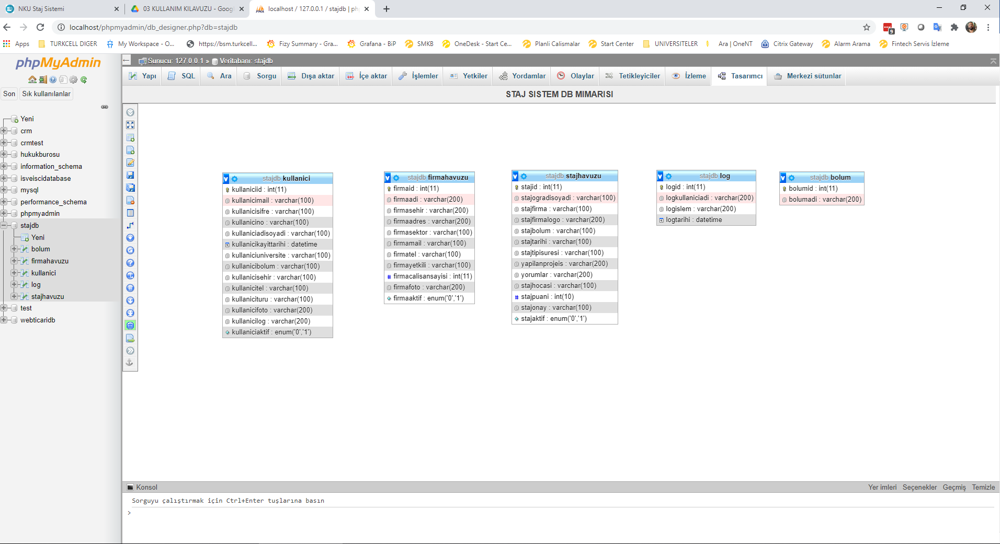 NKU Staj Sistemi
03 KULLANIM KILAVUZU - Goog
localhost / 127.0.0.1 / stajdb | ph
localhost/phpmyadmin/db_designer.php?db=stajdb
9
Apps
TURKCELL DIGER
My Workspace - O...
https://bsm.turkcell...
Fizy Summary - Gra...
Grafana - BiP
SMKB
OneDesk - Start Ce...
Planli Calismalar
Start Center
UNIVERSITELER
Ara | OneNT
Citrix Gateway
Alarm Arama
Fintech Servis İzleme
phpMyAdmin
Son
Sık kullanılanlar
Yeni
crm
crmtest
hukukburosu
information_schema
isveiscidatabase
mysql
performance_schema
phpmyadmin
stajdb
Yeni
bolum
firmahavuzu
kullanici
log
stajhavuzu
test
webticaridb
Sunucu: 127.0.0.1 » Veritabanı: stajdb
Yapı
SQL
Ara
Sorgu
Dışa aktar
İçe aktar
İşlemler
Yetkiler
Yordamlar
Olaylar
Tetikleyiciler
İzleme
Tasarımcı
Merkezi sütunlar
STAJ SISTEM DB MIMARISI
stajdb kullanici
kullaniciid : int(11)
kullanicimail : varchar(100)
kullanicisifre : varchar(100)
kullanicino : varchar(100)
kullaniciadisoyadi : varchar(100)
kullanicikayittarihi : datetime
kullaniciuniversite : varchar(100)
kullanicibolum : varchar(100)
kullanicisehir : varchar(100)
kullanicitel : varchar(100)
kullanicituru : varchar(100)
kullanicifoto : varchar(200)
kullanicilog : varchar(200)
kullaniciaktif : enum('0','1')
stajdb firmahavuzu
firmaid : int(11)
firmaadi : varchar(200)
firmasehir : varchar(200)
firmaadres : varchar(200)
firmasektor : varchar(100)
firmamail : varchar(100)
firmatel : varchar(100)
firmayetkili : varchar(100)
firmacalisansayisi : int(11)
firmafoto : varchar(200)
firmaaktif : enum('0','1')
stajdb stajhavuzu
stajid : int(11)
stajogradisoyadi : varchar(100)
stajfirma : varchar(100)
stajfirmalogo : varchar(200)
stajbolum : varchar(100)
stajtarihi : varchar(100)
stajtipisuresi : varchar(100)
yapilanprojeis : varchar(200)
yorumlar : varchar(200)
stajhocasi : varchar(100)
stajpuani : int(10)
stajonay : varchar(100)
stajaktif : enum('0','1')
stajdb log
logid : int(11)
logkullaniciadi : varchar(200)
logislem : varchar(200)
logtarihi : datetime
stajdb bolum
bolumid : int(11)
bolumadi : varchar(200)
Konsol
Yer imleri
Seçenekler
Geçmiş
Temizle
Sorguyu çalıştırmak için Ctrl+Enter tuşlarına basın
>